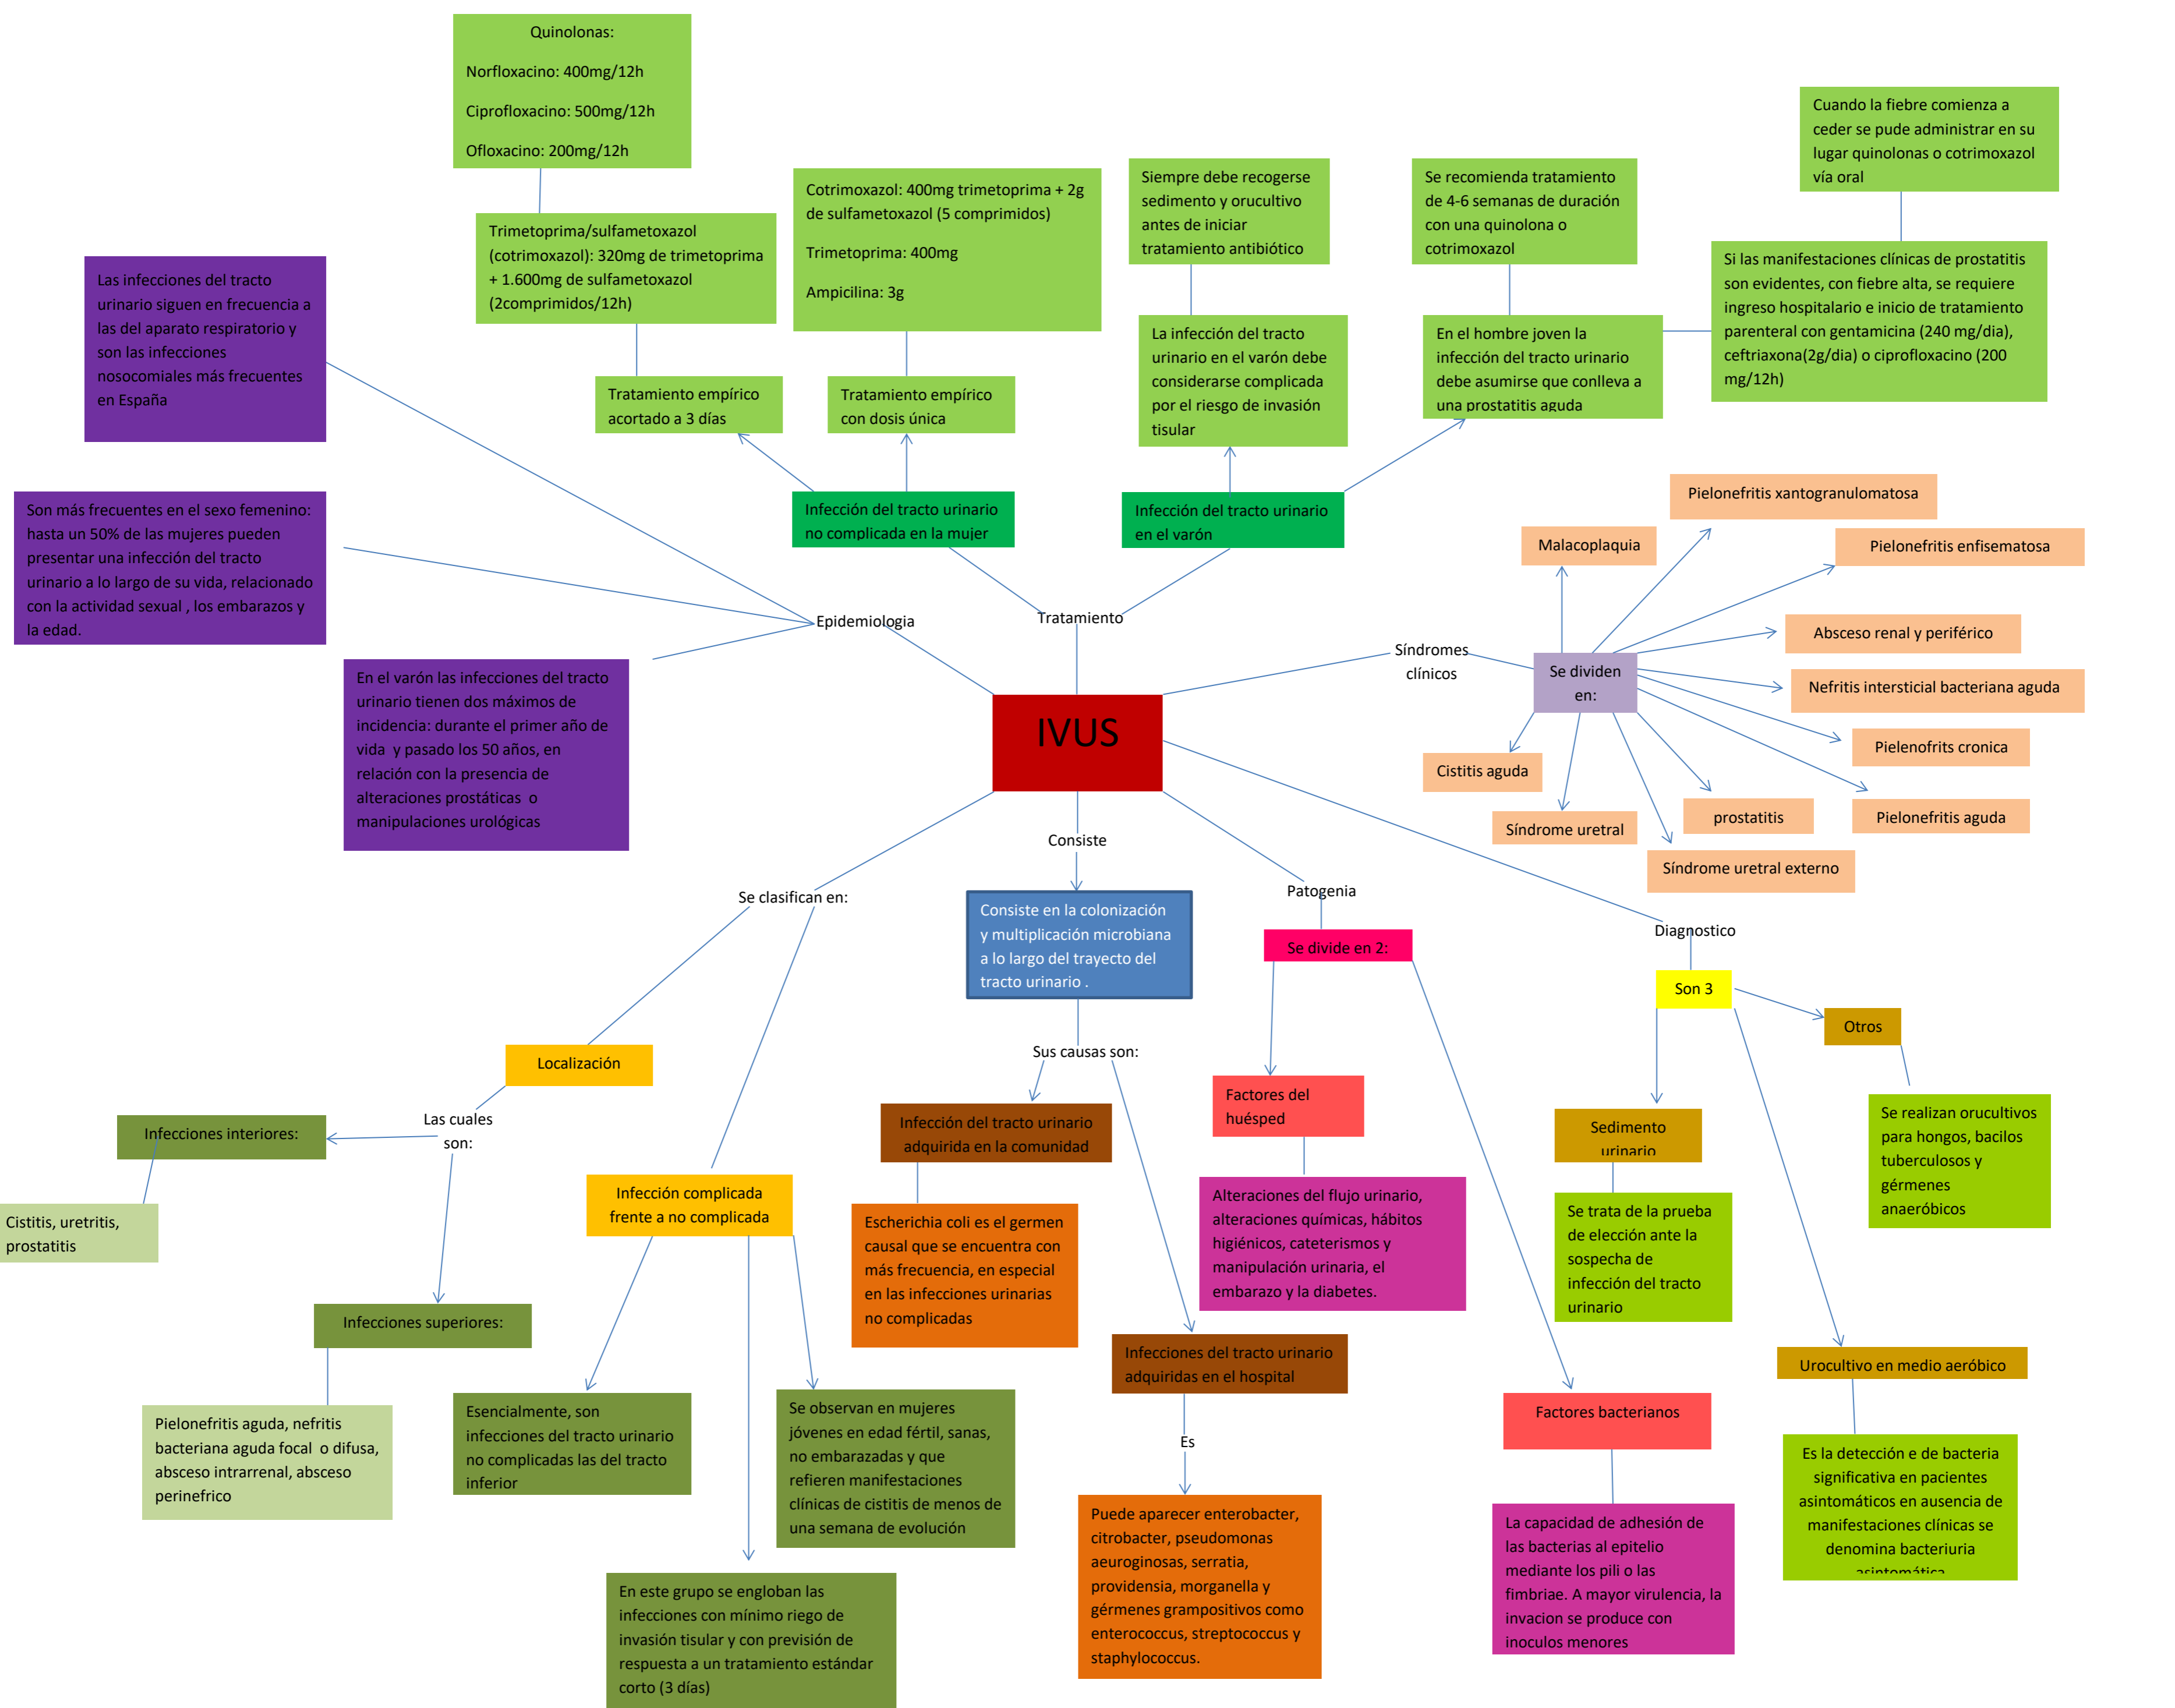 Quinolonas:
Norfloxacino: 400mg/12h
Ciprofloxacino: 500mg/12h
Ofloxacino: 200mg/12h
Trimetoprima/sulfametoxazol
(cotrimoxazol): 320mg de trimetoprima
+ 1.600mg de sulfametoxazol
(2comprimidos/12h)
Tratamiento empírico
acortado a 3 días
Cotrimoxazol: 400mg trimetoprima + 2g
de sulfametoxazol (5 comprimidos)
Trimetoprima: 400mg
Ampicilina: 3g
Tratamiento empírico
con dosis única
Infección del tracto urinario
no complicada en la mujer
Siempre debe recogerse
sedimento y orucultivo
antes de iniciar
tratamiento antibiótico
La infección del tracto
urinario en el varón debe
considerarse complicada
por el riesgo de invasión
tisular
Se recomienda tratamiento
de 4-6 semanas de duración
con una quinolona o
cotrimoxazol
En el hombre joven la
infección del tracto urinario
debe asumirse que conlleva a
una prostatitis aguda
Cuando la fiebre comienza a
ceder se pude administrar en su
lugar quinolonas o cotrimoxazol
vía oral
Si las manifestaciones clínicas de prostatitis
son evidentes, con fiebre alta, se requiere
ingreso hospitalario e inicio de tratamiento
parenteral con gentamicina (240 mg/dia),
ceftriaxona(2g/dia) o ciprofloxacino (200
mg/12h)
Infección del tracto urinario
en el varón
Tratamiento
Las infecciones del tracto
urinario siguen en frecuencia a
las del aparato respiratorio y
son las infecciones
nosocomiales más frecuentes
en España
Son más frecuentes en el sexo femenino:
hasta un 50% de las mujeres pueden
presentar una infección del tracto
urinario a lo largo de su vida, relacionado
con la actividad sexual , los embarazos y
la edad.
En el varón las infecciones del tracto
urinario tienen dos máximos de
incidencia: durante el primer año de
vida y pasado los 50 años, en
relación con la presencia de
alteraciones prostáticas o
manipulaciones urológicas
Epidemiologia
IVUS
Síndromes
clínicos
Se dividen
en:
Malacoplaquia
Pielonefritis xantogranulomatosa
Pielonefritis enfisematosa
Absceso renal y periférico
Nefritis intersticial bacteriana aguda
Pielenofrits cronica
Pielonefritis aguda
prostatitis
Síndrome uretral externo
Síndrome uretral
Cistitis aguda
Consiste
Consiste en la colonización
y multiplicación microbiana
a lo largo del trayecto del
tracto urinario .
Sus causas son:
Infección del tracto urinario
adquirida en la comunidad
Escherichia coli es el germen
causal que se encuentra con
más frecuencia, en especial
en las infecciones urinarias
no complicadas
Infecciones del tracto urinario
adquiridas en el hospital
Es
Puede aparecer enterobacter,
citrobacter, pseudomonas
aeuroginosas, serratia,
providensia, morganella y
gérmenes grampositivos como
enterococcus, streptococcus y
staphylococcus.
Se clasifican en:
Localización
Las cuales
son:
Infecciones interiores:
Cistitis, uretritis,
prostatitis
Infecciones superiores:
Pielonefritis aguda, nefritis
bacteriana aguda focal o difusa,
absceso intrarrenal, absceso
perinefrico
Infección complicada
frente a no complicada
Esencialmente, son
infecciones del tracto urinario
no complicadas las del tracto
inferior
Se observan en mujeres
jóvenes en edad fértil, sanas,
no embarazadas y que
refieren manifestaciones
clínicas de cistitis de menos de
una semana de evolución
En este grupo se engloban las
infecciones con mínimo riego de
invasión tisular y con previsión de
respuesta a un tratamiento estándar
corto (3 días)
Patogenia
Se divide en 2:
Factores del
huésped
Alteraciones del flujo urinario,
alteraciones químicas, hábitos
higiénicos, cateterismos y
manipulación urinaria, el
embarazo y la diabetes.
Factores bacterianos
La capacidad de adhesión de
las bacterias al epitelio
mediante los pili o las
fimbriae. A mayor virulencia, la
invacion se produce con
inoculos menores
Diagnostico
Son 3
Otros
Se realizan orucultivos
para hongos, bacilos
tuberculosos y
gérmenes
anaeróbicos
Sedimento
urinario
Se trata de la prueba
de elección ante la
sospecha de
infección del tracto
urinario
Urocultivo en medio aeróbico
Es la detección e de bacteria
significativa en pacientes
asintomáticos en ausencia de
manifestaciones clínicas se
denomina bacteriuria
asintomática